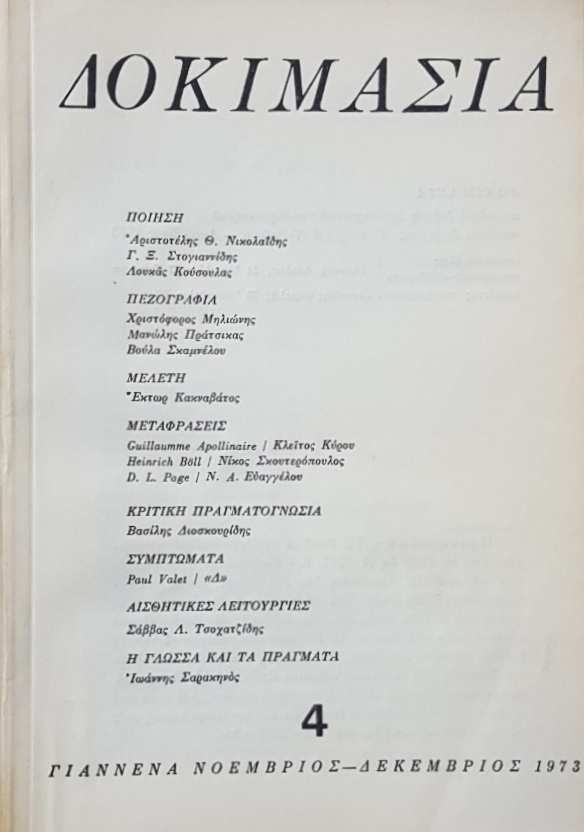 ΔΟΚΙΜΑΣΙΑ
ΠΟΙΗΣΗ
Ἀριστοτέλης Θ. Νικολαΐδης
Γ. Ξ. Στογιαννίδης
Λουκᾶς Κούσουλας
ΠΕΖΟΓΡΑΦΙΑ
Χριστόφορος Μηλιώνης
Μανώλης Πράτσικας
Βούλα Σκαμνέλου
ΜΕΛΕΤΗ
Ἔκτωρ Κακναβάτος
ΜΕΤΑΦΡΑΣΕΙΣ
Guillaumme Apollinaire / Κλεῖτος Κύρου
Heinrich Böll / Νίκος Σκουτερόπουλος
D. L. Page / Ν. Α. Εὐαγγέλου
ΚΡΙΤΙΚΗ ΠΡΑΓΜΑΤΟΓΝΩΣΙΑ
Βασίλης Διοσκουρίδης
ΣΥΜΠΤΩΜΑΤΑ
Paul Valet / «Δ»
ΑΙΣΘΗΤΙΚΕΣ ΛΕΙΤΟΥΡΓΙΕΣ
Σάββας Λ. Τσοχατζίδης
Η ΓΛΩΣΣΑ ΚΑΙ ΤΑ ΠΡΑΓΜΑΤΑ
Ἰωάννης Σαρακηνὸς
4
ΓΙΑΝΝΕΝΑ ΝΟΕΜΒΡΙΟΣ—ΔΕΚΕΜΒΡΙΟΣ 1973